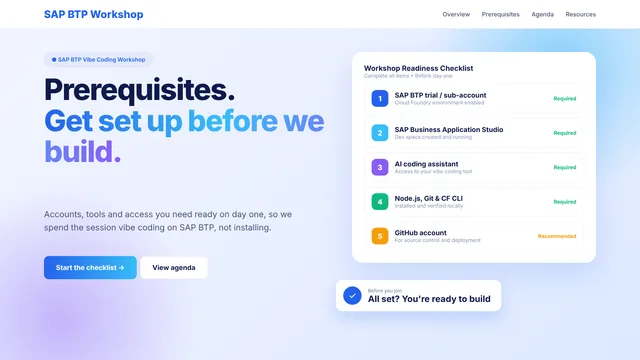 SAP BTP Workshop
Overview
Prerequisites
Agenda
Resources
SAP BTP Vibe Coding Workshop
Prerequisites.
Get set up before we
build.
Accounts, tools and access you need ready on day one, so we
spend the session vibe coding on SAP BTP, not installing.
Start the checklist →
View agenda
Workshop Readiness Checklist
Complete all items • Before day one
1
SAP BTP trial / sub-account
Cloud Foundry environment enabled
Required
2
SAP Business Application Studio
Dev space created and running
Required
3
AI coding assistant
Access to your vibe coding tool
Required
4
Node.js, Git & CF CLI
Installed and verified locally
Required
5
GitHub account
For source control and deployment
Recommended
Before you join
All set? You're ready to build